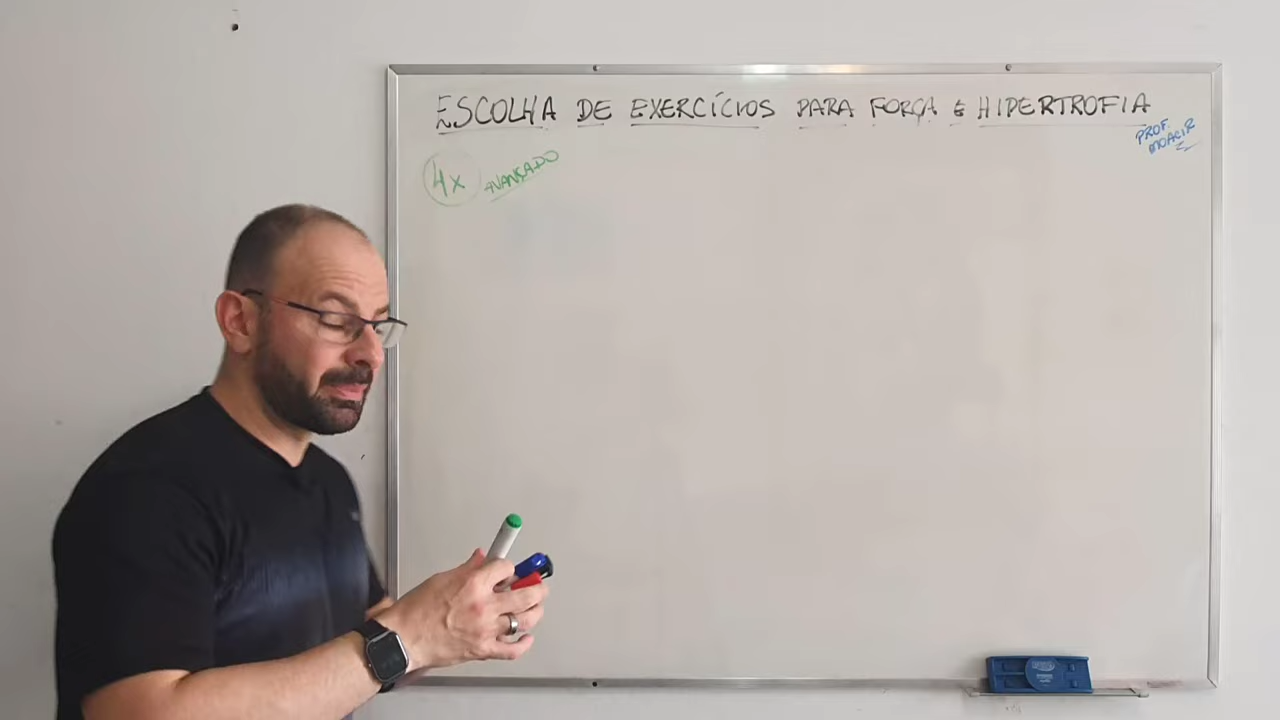 ESCOLHA DE EXERCÍCIOS PARA FORÇA E HIPERTROFIA
PROF.
MOACIR
4x AVANÇADO